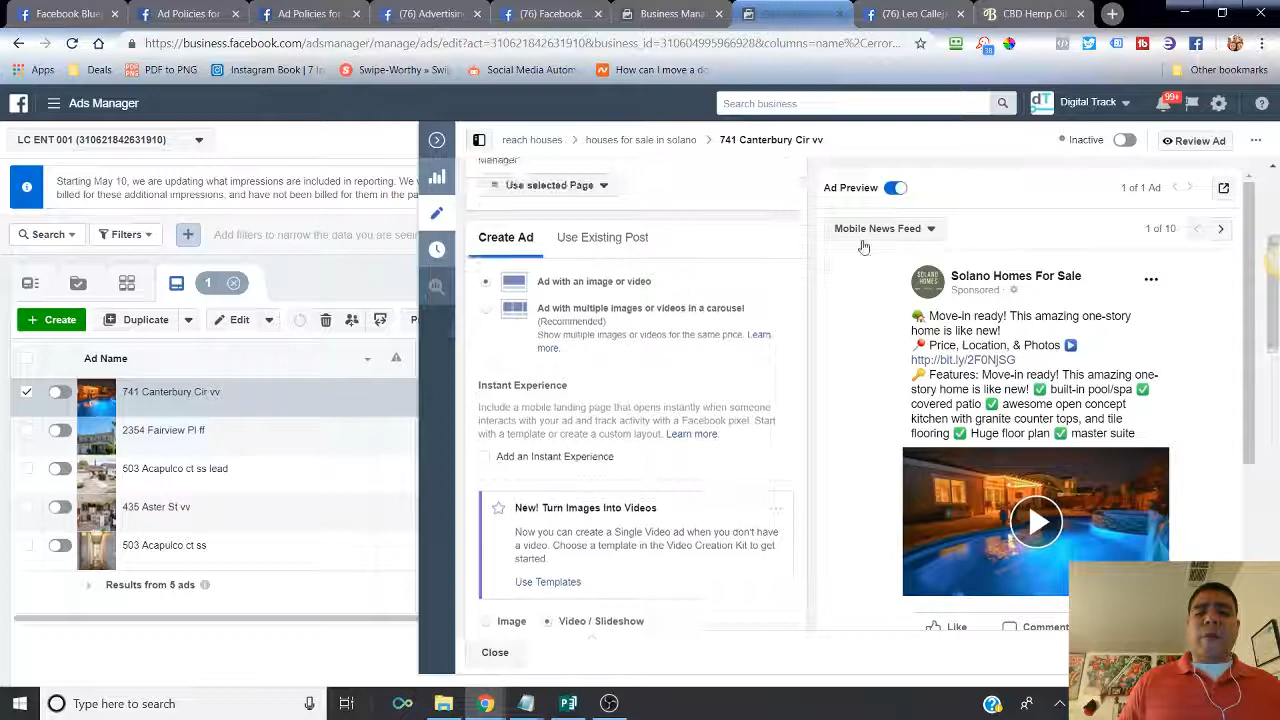 (76) Facebook Blue
Ad Policies for
Ad Policies for
(76) Advertisin
(76) Facebook
Business Mana
(76) Leo Callej
CBD Hemp Oil
https://business.facebook.com/adsmanager/manage/ads/edit?act=310621842631910&business_id=310604995966928&columns=name%2Cerro...
38
Apps
Deals
PDF to PNG
Instagram Book | 7 In
Swipe-Worthy » Swip
Social Media Autom
How can I move a do
Other bookmarks
Ads Manager
Search business
dT
Digital Track
99+
LC ENT 001 (310621842631910)
reach houses
houses for sale in solano
741 Canterbury Cir vv
Inactive
Review Ad
Starting May 10, we are updating what impressions are included in reporting. We
billed for these additional impressions, and have not been billed for them in the pa
Manager
Use selected Page
Ad Preview
1 of 1 Ad
Search
Filters
Add filters to narrow the data you are seein
Create Ad
Use Existing Post
Mobile News Feed
1 of 10
1
Ad with an image or video
Ad with multiple images or videos in a carousel
(Recommended)
Show multiple images or videos for the same price. Learn
more.
SOLANO
HOMES
Solano Homes For Sale
Sponsored
Create
Duplicate
Edit
Ad Name
741 Canterbury Cir vv
2354 Fairview Pl ff
503 Acapulco ct ss lead
435 Aster St vv
503 Acapulco ct ss
Results from 5 ads
Instant Experience
Include a mobile landing page that opens instantly when someone
interacts with your ad and track activity with a Facebook pixel. Start
with a template or create a custom layout. Learn more.
Add an Instant Experience
New! Turn Images Into Videos
Now you can create a Single Video ad when you don't have
a video. Choose a template in the Video Creation Kit to get
started.
Use Templates
Image
Video / Slideshow
Close
Move-in ready! This amazing one-story
home is like new!
Price, Location, & Photos
http://bit.ly/2F0NjSG
Features: Move-in ready! This amazing one-
story home is like new! ✅ built-in pool/spa ✅
covered patio ✅ awesome open concept
kitchen with granite counter tops, and tile
flooring ✅ Huge floor plan ✅ master suite
Like
Comment
Type here to search